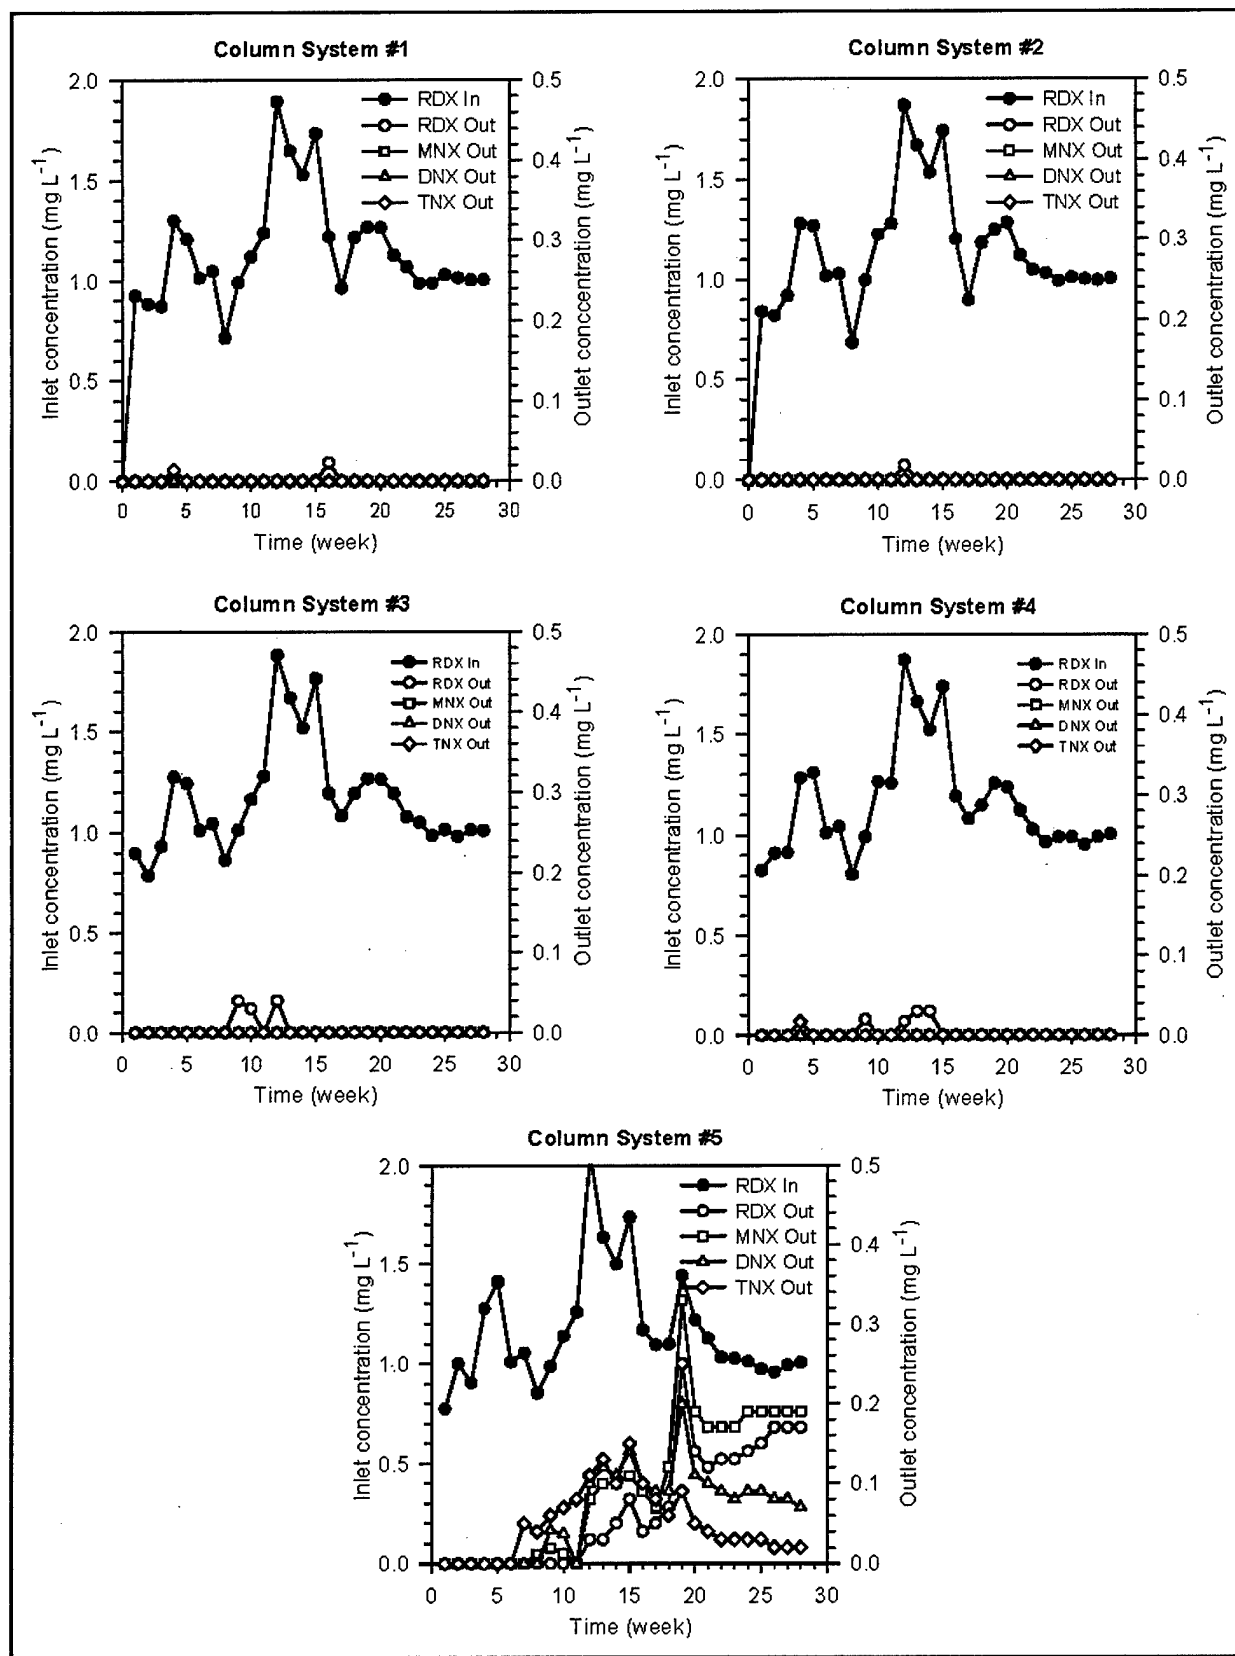 Column System #1
2.0
1.5
1.0
0.5
0.0
Inlet concentration (mg L⁻¹)
RDX In
RDX Out
MNX Out
DNX Out
TNX Out
0.5
0.4
0.3
0.2
0.1
0.0
Outlet conccentration (mg L⁻¹)
0 5 10 15 20 25 30
Time (week)
Column System #2
2.0
1.5
1.0
0.5
0.0
Inlet concentration (mg L⁻¹)
RDX In
RDX Out
MNX Out
DNX Out
TNX Out
0.5
0.4
0.3
0.2
0.1
0.0
Outlet concentration (mg L⁻¹)
0 5 10 15 20 25 30
Time (week)
Column System #3
2.0
1.5
1.0
0.5
0.0
Inlet concentration (mg L⁻¹)
RDX In
RDX Out
MNX Out
DNX Out
TNX Out
0.5
0.4
0.3
0.2
0.1
0.0
Outlet concentration (mg L⁻¹)
0 5 10 15 20 25 30
Time (week)
Column System #4
2.0
1.5
1.0
0.5
0.0
Inlet concentration (mg L⁻¹)
RDX In
RDX Out
MNX Out
DNX Out
TNX Out
0.5
0.4
0.3
0.2
0.1
0.0
Outlet concentration (mg L⁻¹)
0 5 10 15 20 25 30
Time (week)
Column System #5
2.0
1.5
1.0
0.5
0.0
Inlet concentration (mg L⁻¹)
RDX In
RDX Out
MNX Out
DNX Out
TNX Out
0.5
0.4
0.3
0.2
0.1
0.0
Outlet concentration (mg L⁻¹)
0 5 10 15 20 25 30
Time (week)